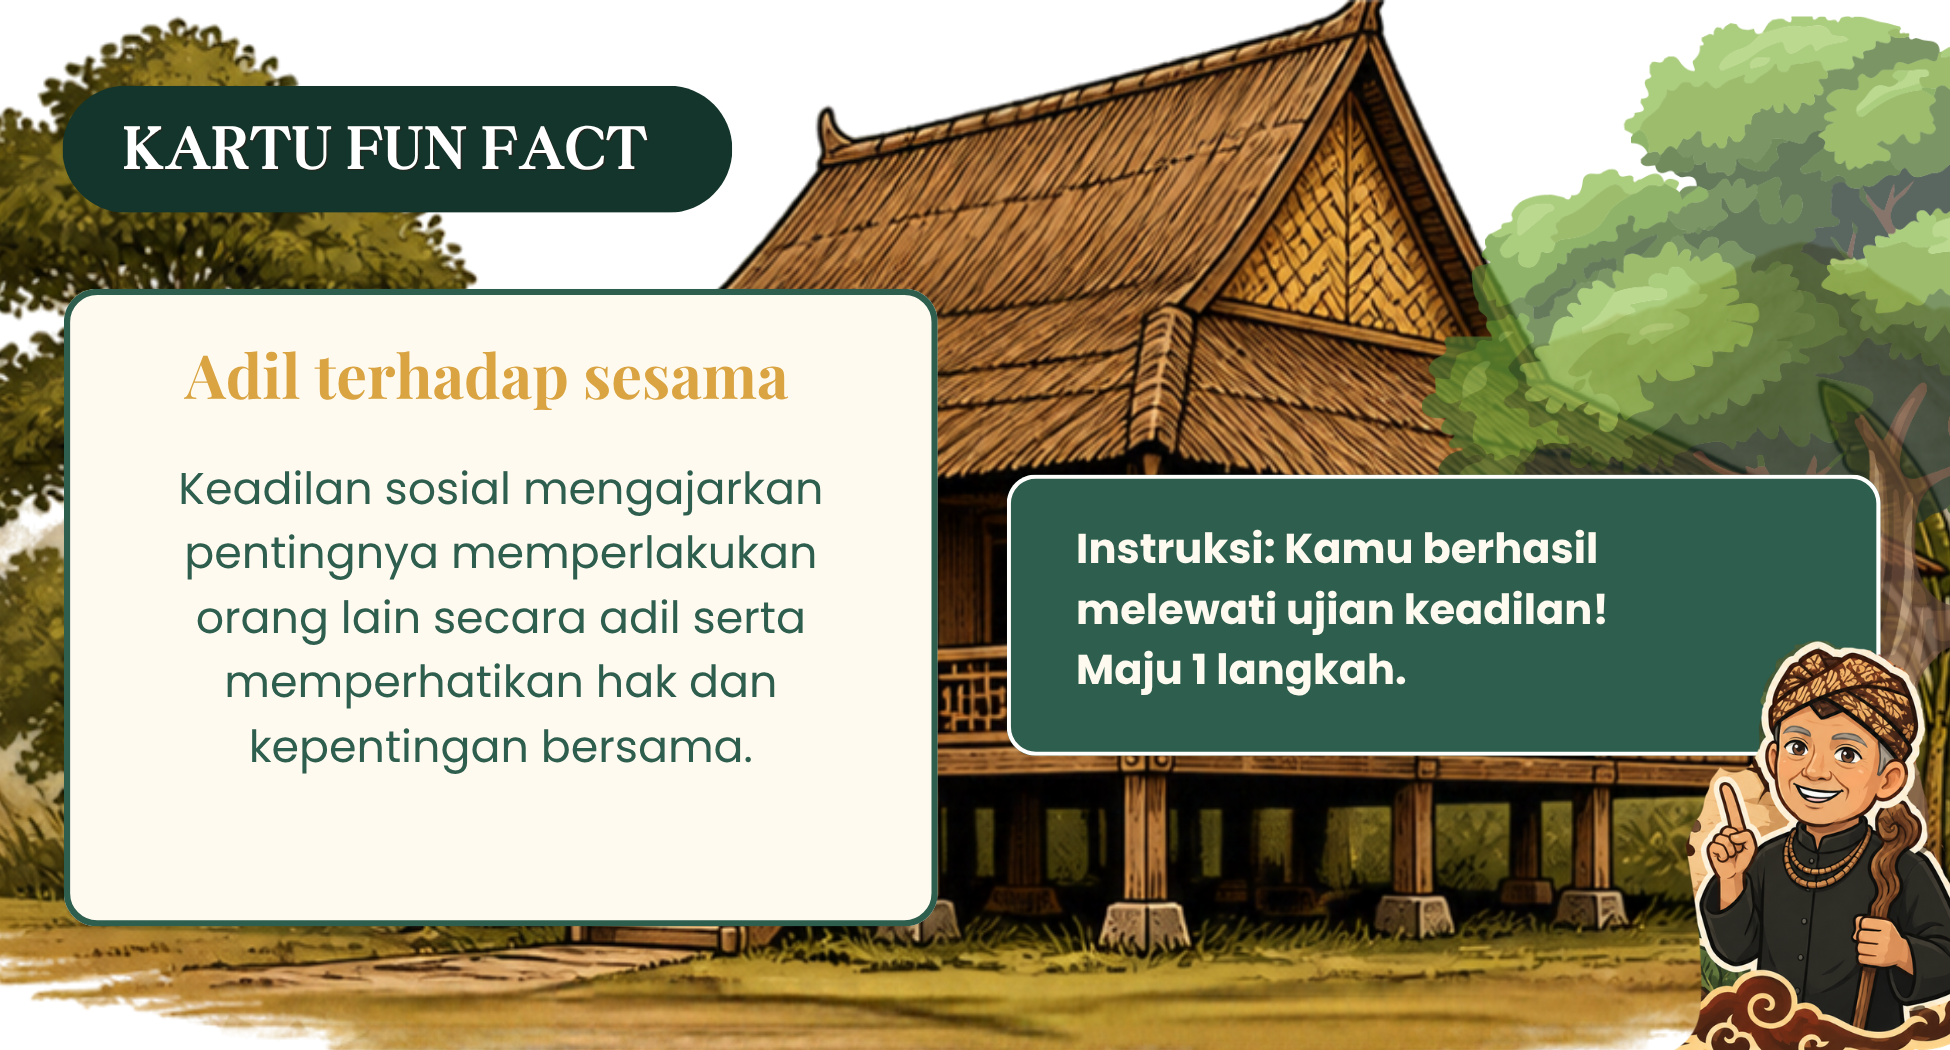 KARTU FUN FACT
Adil terhadap sesama
Keadilan sosial mengajarkan
pentingnya memperlakukan
orang lain secara adil serta
memperhatikan hak dan
kepentingan bersama.
Instruksi: Kamu berhasil
melewati ujian keadilan!
Maju 1 langkah.